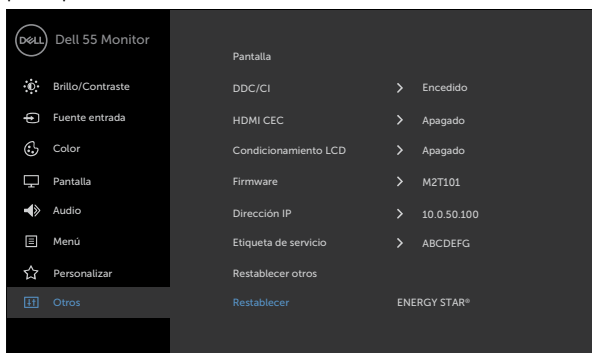 DELL Dell 55 Monitor
Brillo/Contraste
Fuente entrada
Color
Pantalla
Audio
Menú
Personalizar
Otros
Pantalla
DDC/CI > Encedido
HDMI CEC > Apagado
Condicionamiento LCD > Apagado
Firmware > M2T101
Dirección IP > 10.0.50.100
Etiqueta de servicio > ABCDEFG
Restablecer otros
Restablecer ENERGY STAR®